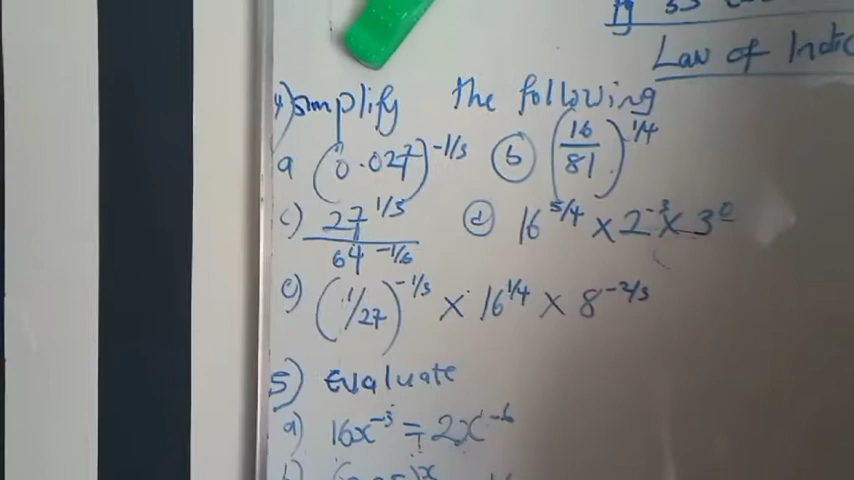 Law of Indic
4) simplify the following
a (0.027)^-1/3 (b) (16/81)^1/4
c) 27^1/3 / 64^-1/6 (d) 16^5/4 × 2^-3 × 3^0
e) (1/27)^-1/3 × 16^1/4 × 8^-2/3
5) Evaluate
a) 16x^-3 = 2x^-6